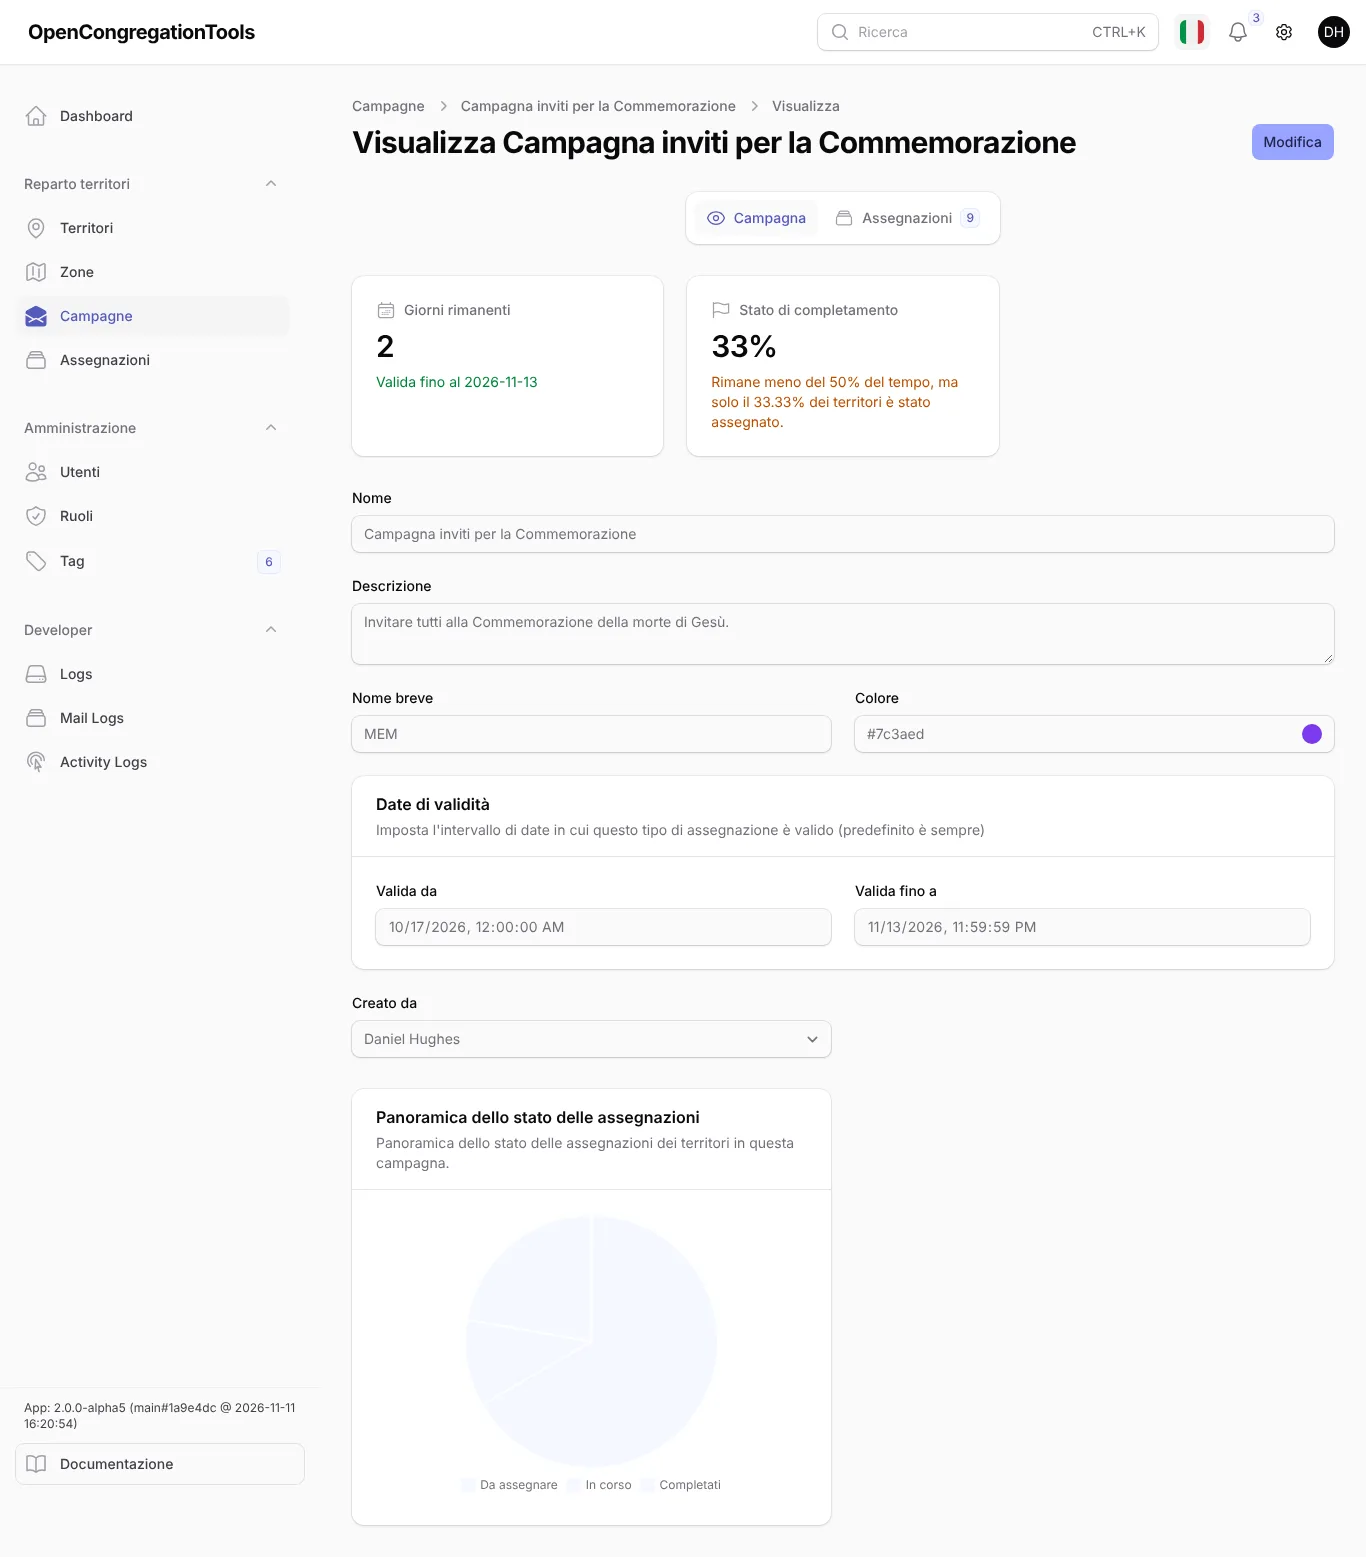 OpenCongregationTools
Ricerca
CTRL+K
3
DH
Dashboard
Reparto territori
Territori
Zone
Campagne
Assegnazioni
Amministrazione
Utenti
Ruoli
Tag
6
Developer
Logs
Mail Logs
Activity Logs
App: 2.0.0-alpha5 (main#1a9e4dc @ 2026-11-11
16:20:54)
Documentazione
Campagne
Campagna inviti per la Commemorazione
Visualizza
Visualizza Campagna inviti per la Commemorazione
Modifica
Campagna
Assegnazioni
9
Giorni rimanenti
2
Valida fino al 2026-11-13
Stato di completamento
33%
Rimane meno del 50% del tempo, ma
solo il 33.33% dei territori è stato
assegnato.
Nome
Campagna inviti per la Commemorazione
Descrizione
Invitare tutti alla Commemorazione della morte di Gesù.
Nome breve
MEM
Colore
#7c3aed
Date di validità
Imposta l'intervallo di date in cui questo tipo di assegnazione è valido (predefinito è sempre)
Valida da
10/17/2026, 12:00:00 AM
Valida fino a
11/13/2026, 11:59:59 PM
Creato da
Daniel Hughes
Panoramica dello stato delle assegnazioni
Panoramica dello stato delle assegnazioni dei territori in questa
campagna.
Da assegnare
In corso
Completati